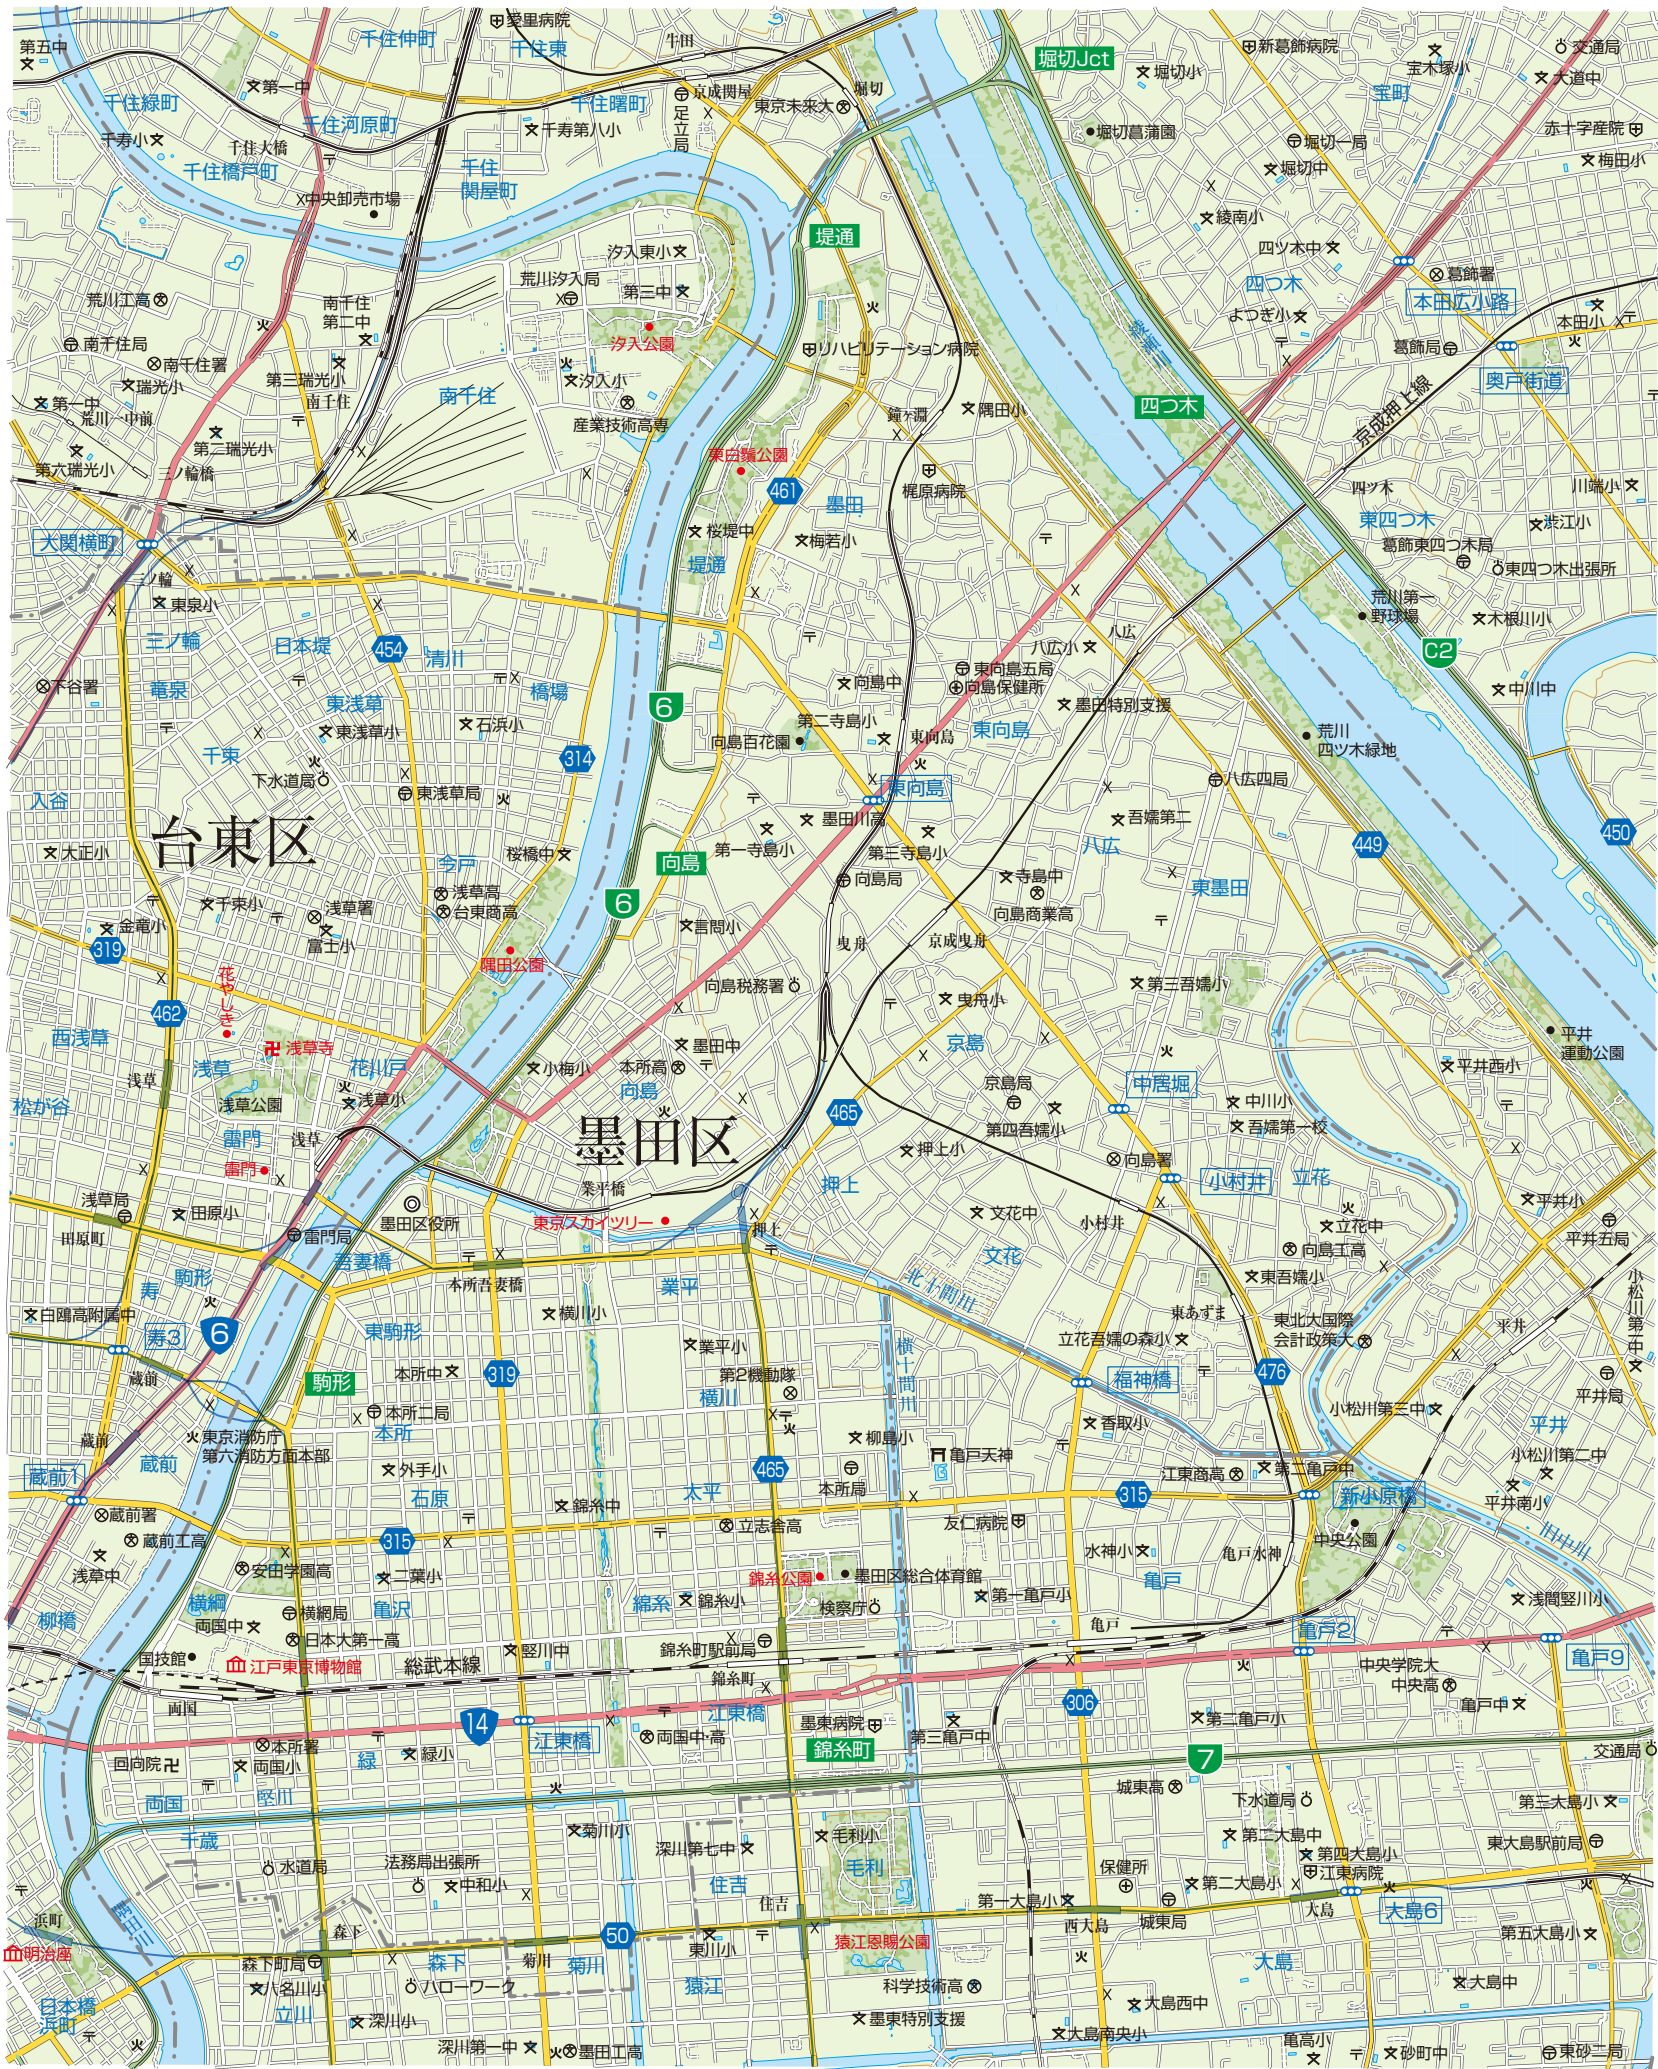 第五中
千住仲町
愛里病院
千住東
牛田
堀切Jct
新葛飾病院
宝木塚小
交通局
大道中
第一中
堀切小
宝町
千住緑町
千住河原町
千住曙町
京成関屋
東京未来大
堀切
千寿小
千住大橋
千寿第八小
足立局
堀切菖蒲園
堀切一局
赤十字産院
千住橋戸町
千住
関屋町
堀切中
梅田小
中央卸売市場
綾南小
堤通
汐入東小
四ツ木中
四つ木
葛飾署
荒川工高
南千住
第二中
荒川汐入局
第三中
本田広小路
よつぎ小
本田小
南千住局
南千住署
汐入公園
リハビリテーション病院
綾瀬川
葛飾局
瑞光小
第三瑞光小
汐入小
奥戸街道
第一中
荒川一中前
南千住
南千住
産業技術高専
鐘ヶ淵
隅田小
四つ木
京成押上線
第二瑞光小
第六瑞光小
三ノ輪橋
東白鬚公園
461
梶原病院
四ツ木
川端小
墨田
東四つ木
渋江小
大関横町
桜堤中
梅若小
葛飾東四つ木局
堤通
東四つ木出張所
三ノ輪
東泉小
荒川第一
野球場
木根川小
三ノ輪
日本堤
454
清川
八広小
八広
C2
下谷署
竜泉
橋場
向島中
東向島五局
向島保健所
中川中
東浅草
石浜小
6
第二寺島小
墨田特別支援
東浅草小
向島百花園
東向島
東向島
荒川
四ツ木緑地
千束
314
下水道局
東浅草局
東向島
八広四局
入谷
墨田川高
吾嬬第二
台東区
大正小
第一寺島小
第三寺島小
449
450
今戸
桜橋中
向島
八広
浅草高
台東商高
向島局
寺島中
東墨田
千束小
浅草署
6
向島商業高
金竜小
富士小
言問小
曳舟
京成曳舟
319
隅田公園
花やしき
向島税務署
曳舟小
第三吾嬬小
462
西浅草
浅草寺
墨田中
京島
平井
運動公園
浅草
花川戸
小梅小
本所高
平井西小
浅草
向島
京島局
中居堀
松が谷
浅草公園
浅草小
465
中川小
雷門
浅草
墨田区
第四吾嬬小
吾嬬第一校
雷門
押上小
向島署
業平橋
押上
小村井
立花
浅草局
田原小
墨田区役所
東京スカイツリー
文花中
小村井
平井小
田原町
雷門局
押上
立花中
平井五局
吾妻橋
向島工高
駒形
寿
本所吾妻橋
業平
文花
東吾嬬小
小松川第一中
白鴎高附属中
横川小
北十間川
東あずま
東北大国際
会計政策大
寿3
6
東駒形
業平小
横十間川
立花吾嬬の森小
平井
蔵前
駒形
本所中
319
第2機動隊
福神橋
476
横川
平井局
蔵前
本所二局
香取小
小松川第三中
東京消防庁
第六消防方面本部
本所
柳島小
平井
蔵前
蔵前1
外手小
465
亀戸天神
江東商高
第二亀戸中
小松川第二中
石原
太平
本所局
新小原橋
平井南小
蔵前署
錦糸中
315
蔵前工高
315
立志舎高
友仁病院
中央公園
旧中川
浅草中
安田学園高
二葉小
錦糸公園
墨田区総合体育館
水神小
亀戸水神
亀戸
柳橋
横網
横網局
亀沢
綿糸
錦糸小
検察庁
第一亀戸小
浅間竪川小
両国中
日本大第一高
竪川中
錦糸町駅前局
亀戸
亀戸2
国技館
江戸東京博物館
総武本線
錦糸町
亀戸9
両国
中央学院大
中央高
306
14
江東橋
江東橋
墨東病院
第三亀戸中
第二亀戸小
亀戸中
本所署
両国中・高
錦糸町
7
回向院
両国小
緑
緑小
交通局
城東高
両国
竪川
下水道局
第三大島小
千歳
菊川小
深川第七中
毛利小
第二大島中
東大島駅前局
水道局
法務局出張所
毛利
第四大島小
保健所
江東病院
中和小
住吉
隅田川
住吉
第一大島小
第二大島小
大島
大島6
浜町
森下
西大島
城東局
50
明治座
森下町局
森下
菊川
菊川
東川小
猿江恩賜公園
第五大島小
八名川小
ハローワーク
猿江
科学技術高
大島
大島中
日本橋
浜町
立川
深川小
墨東特別支援
大島西中
深川第一中
墨田工高
大島南央小
亀高小
砂町中
東砂二局